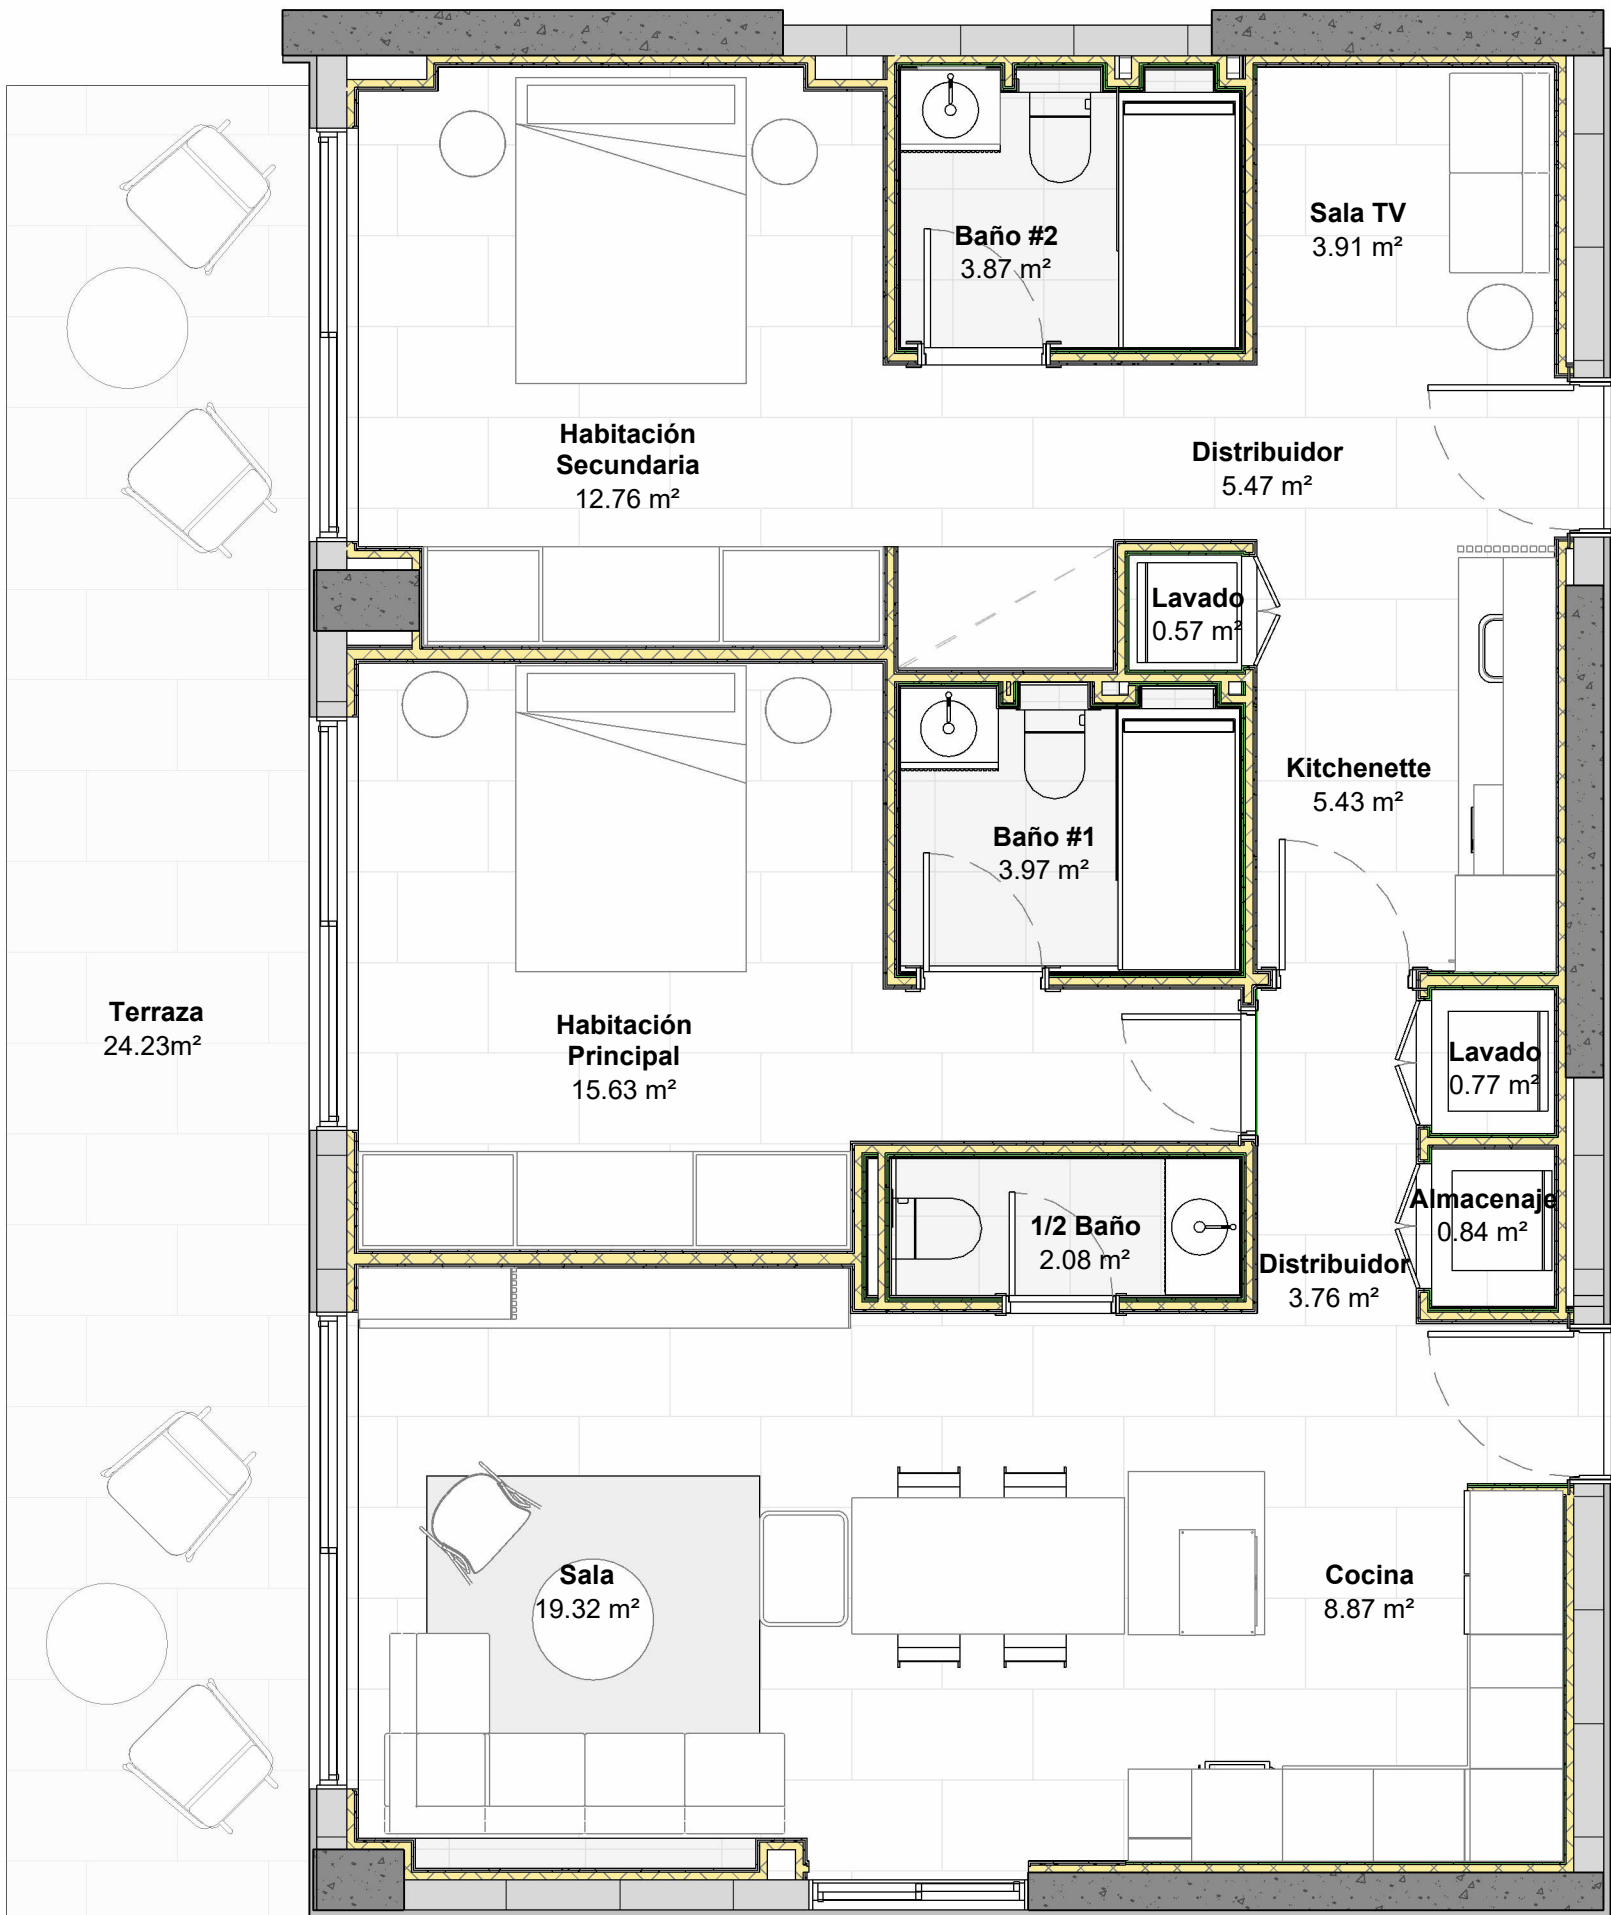 Baño #2
3.87 m²
Sala TV
3.91 m²
Habitación
Secundaria
12.76 m²
Distribuidor
5.47 m²
Lavado
0.57 m²
Kitchenette
5.43 m²
Baño #1
3.97 m²
Terraza
24.23m²
Habitación
Principal
15.63 m²
Lavado
0.77 m²
Almacenaje
0.84 m²
1/2 Baño
2.08 m²
Distribuidor
3.76 m²
Sala
19.32 m²
Cocina
8.87 m²